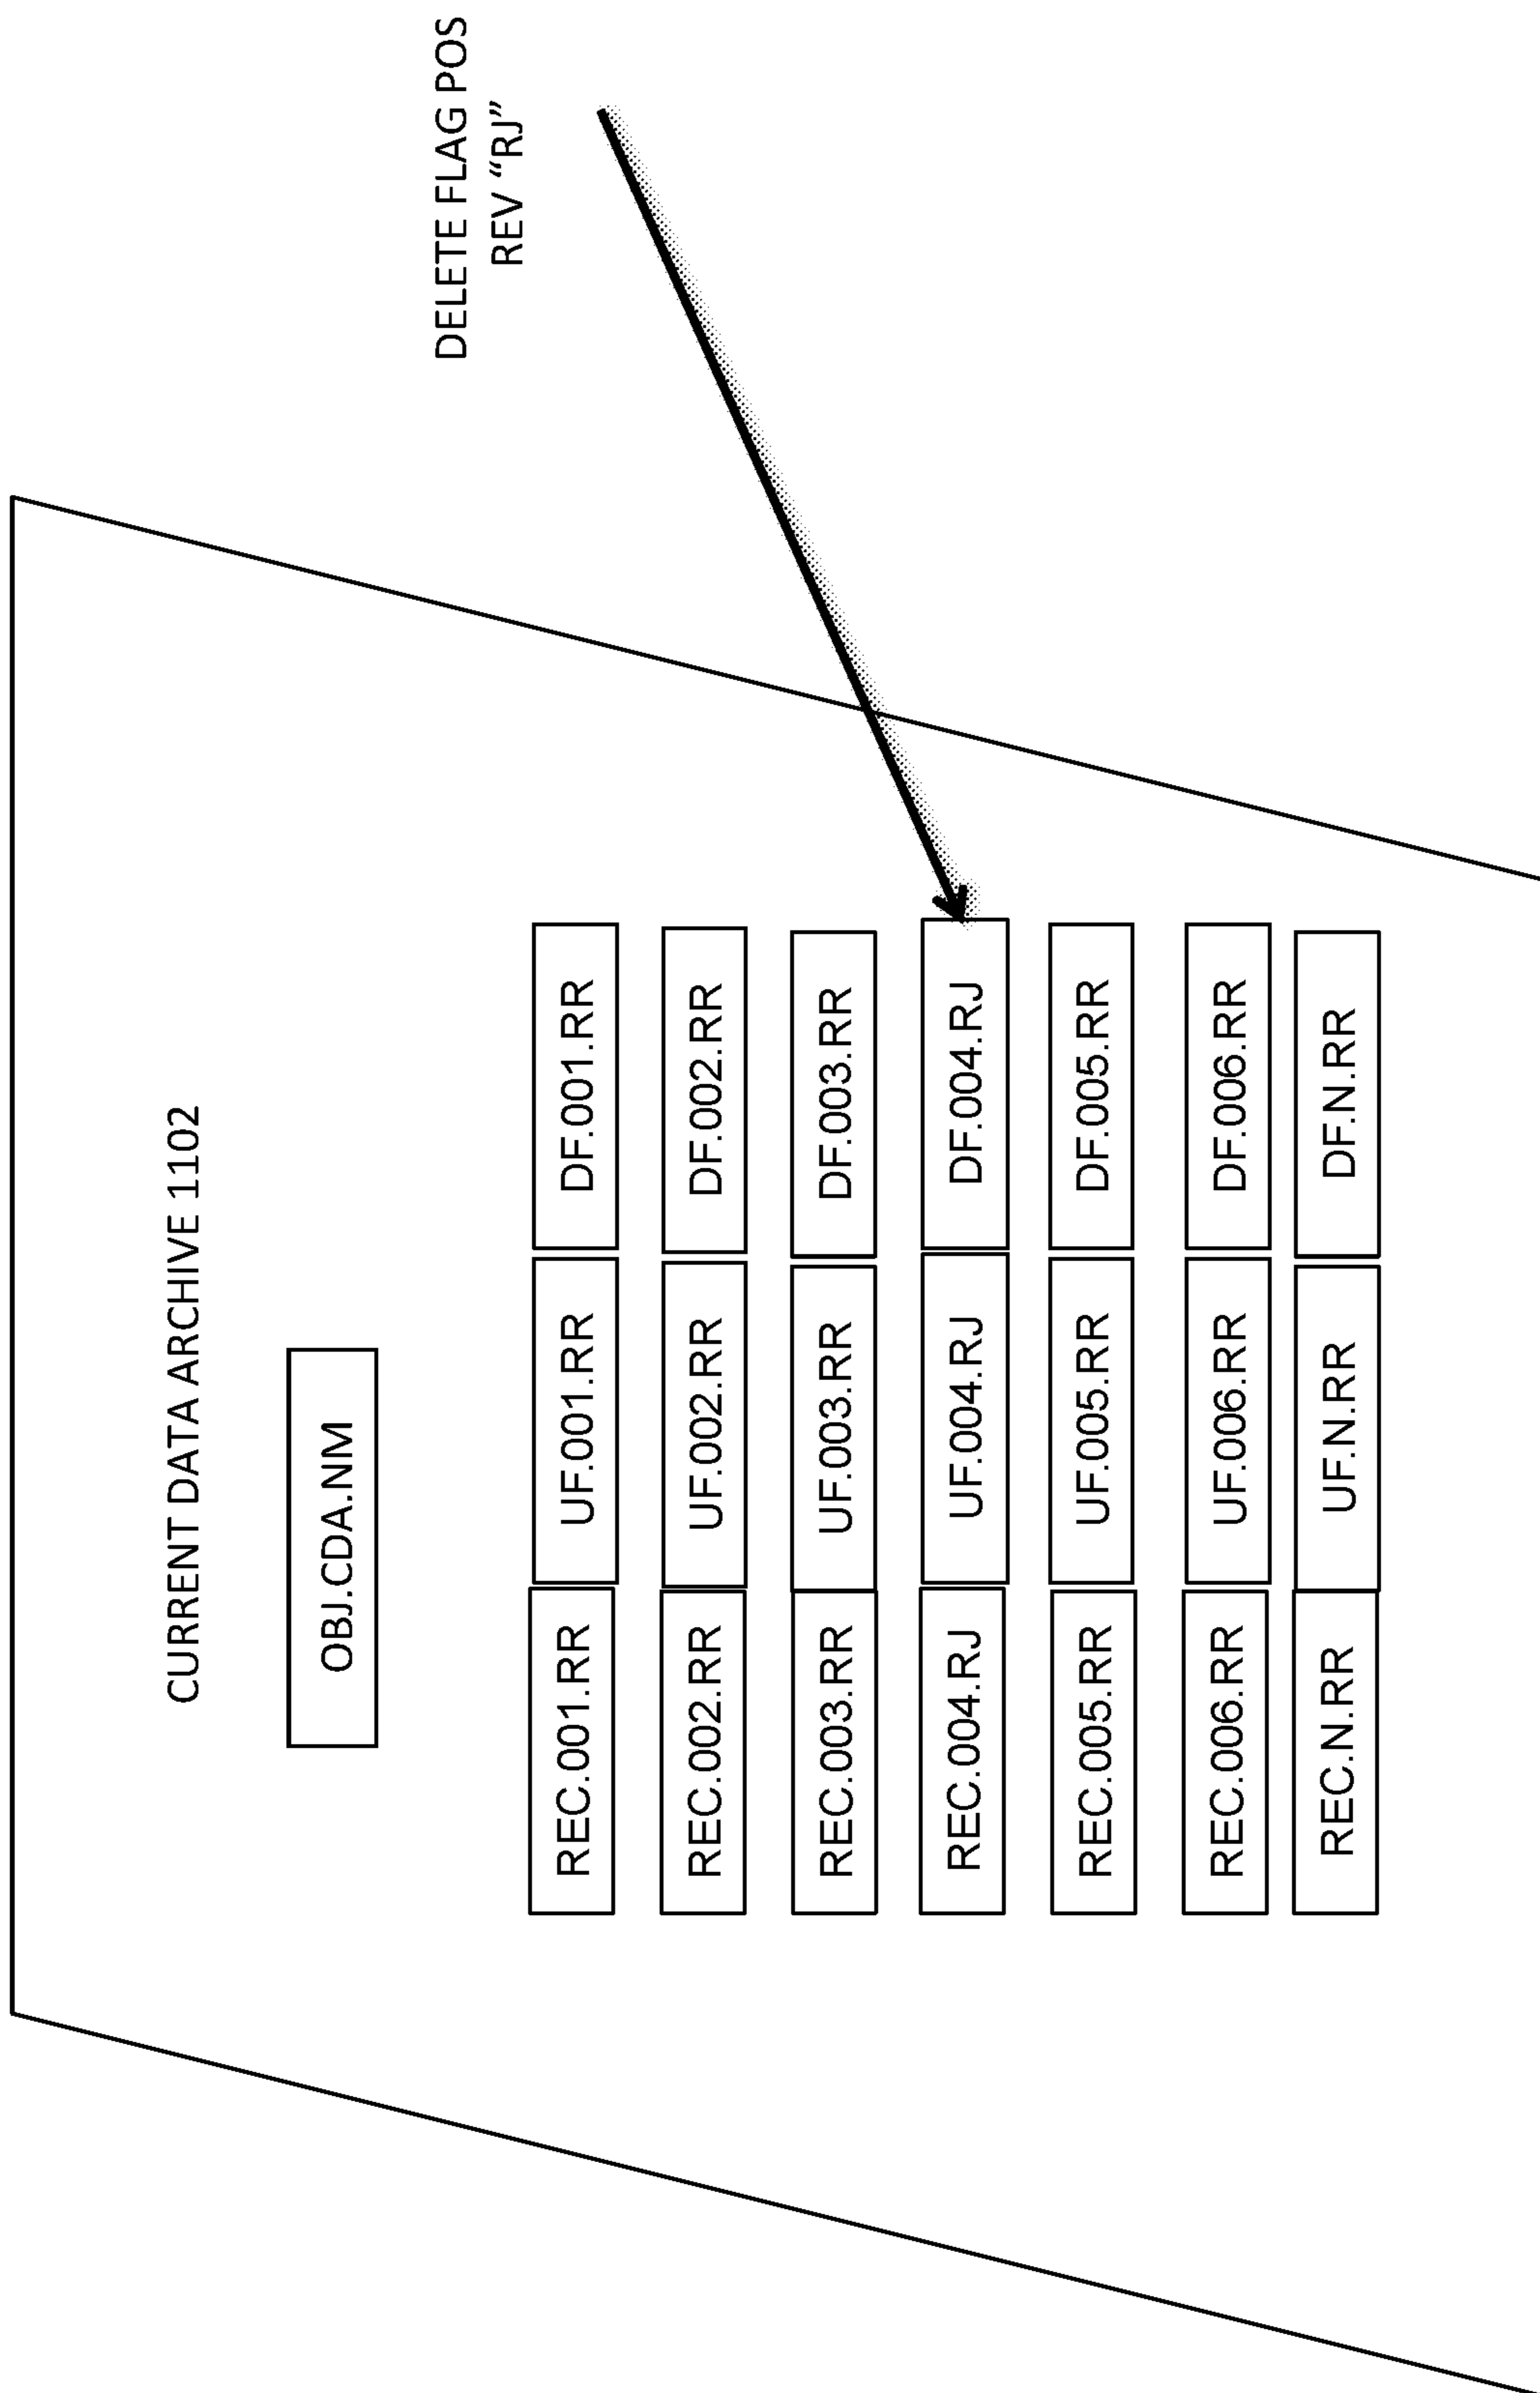 CURRENT DATA ARCHIVE 1102
OBJ.CDA.NM
DELETE FLAG POS
REV “RJ”
REC.001.RR UF.001.RR DF.001.RR
REC.002.RR UF.002.RR DF.002.RR
REC.003.RR UF.003.RR DF.003.RR
REC.004.RJ UF.004.RJ DF.004.RJ
REC.005.RR UF.005.RR DF.005.RR
REC.006.RR UF.006.RR DF.006.RR
REC.N.RR UF.N.RR DF.N.RR